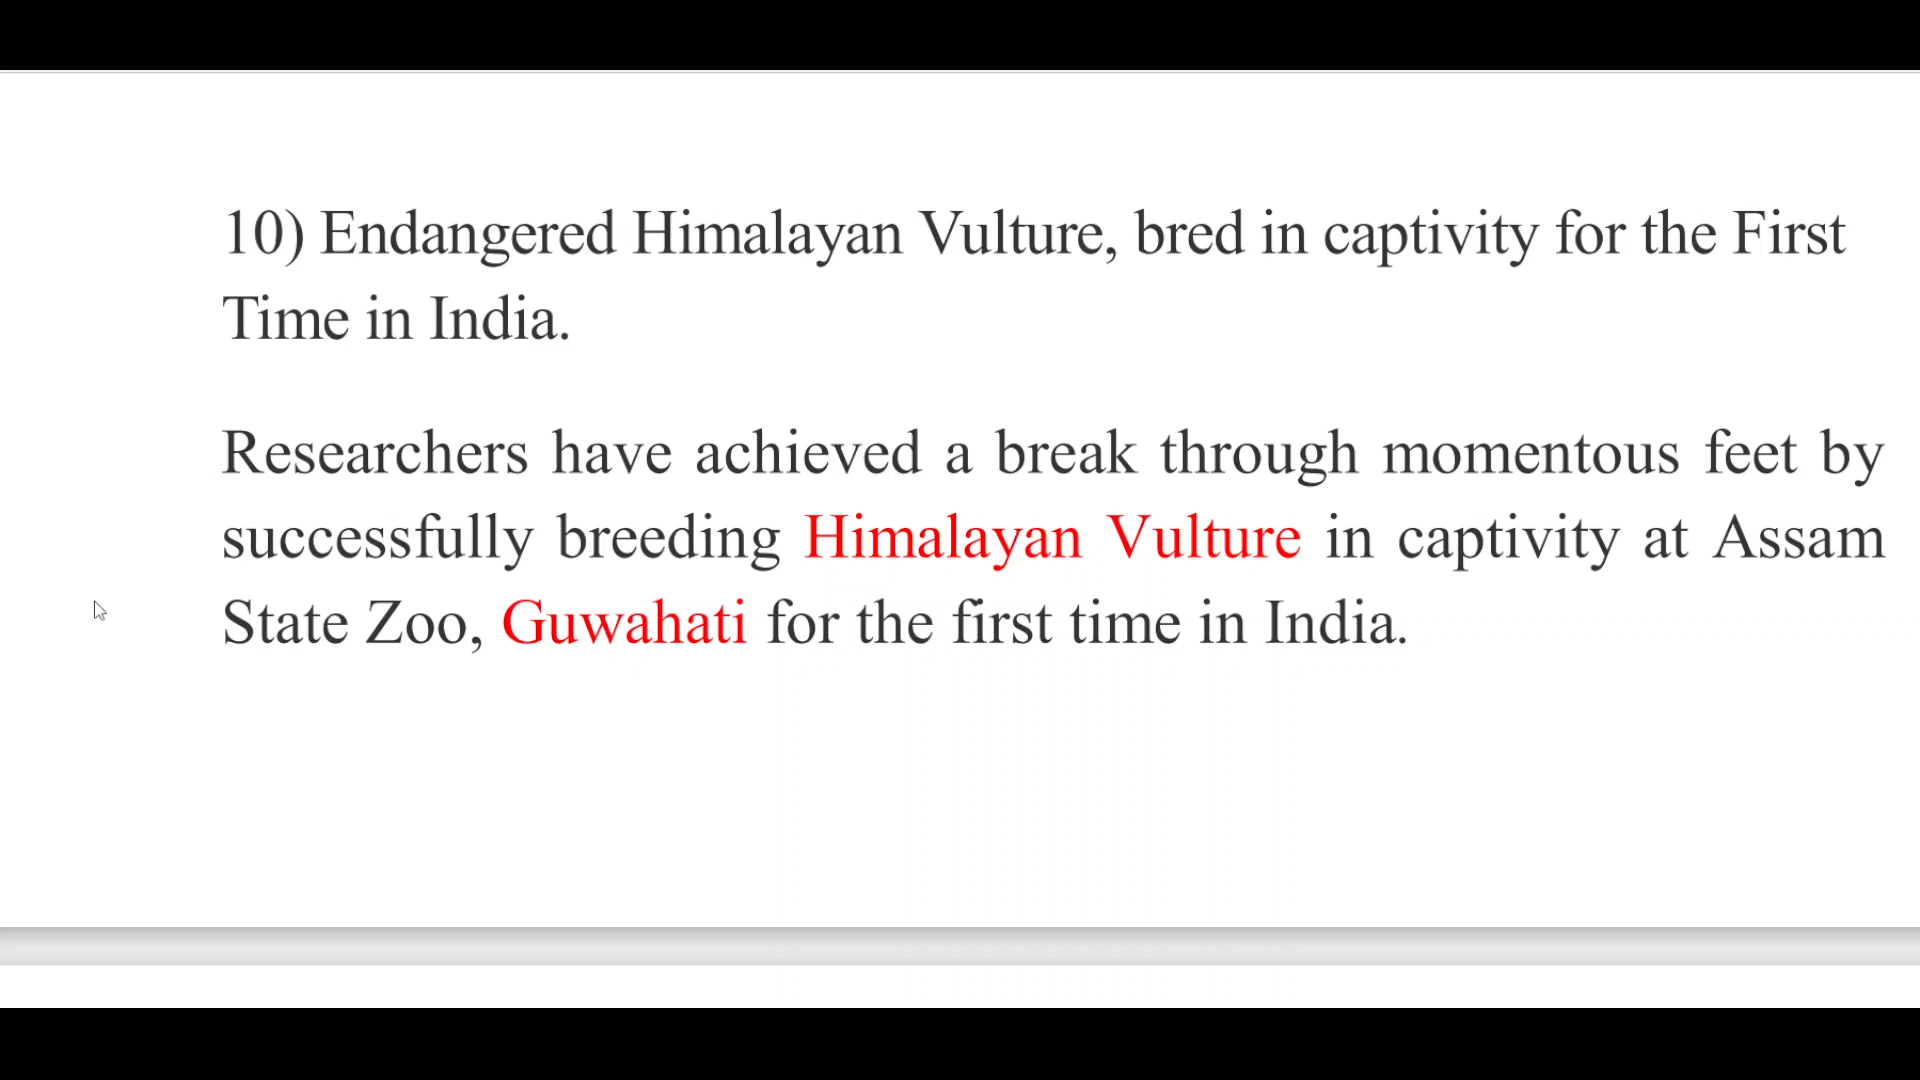 10) Endangered Himalayan Vulture, bred in captivity for the First
Time in India.
Researchers have achieved a break through momentous feet by
successfully breeding Himalayan Vulture in captivity at Assam
State Zoo, Guwahati for the first time in India.